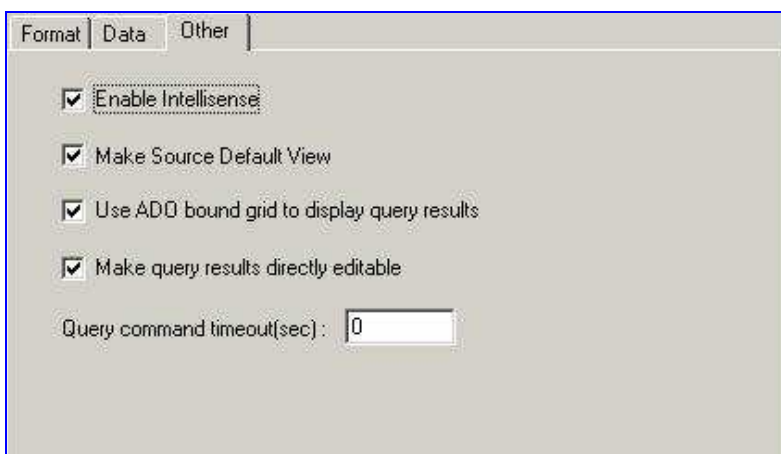 Format Data Other
Enable Intellisense
Make Source Default View
Use ADO bound grid to display query results
Make query results directly editable
Query command timeout(sec) : 0